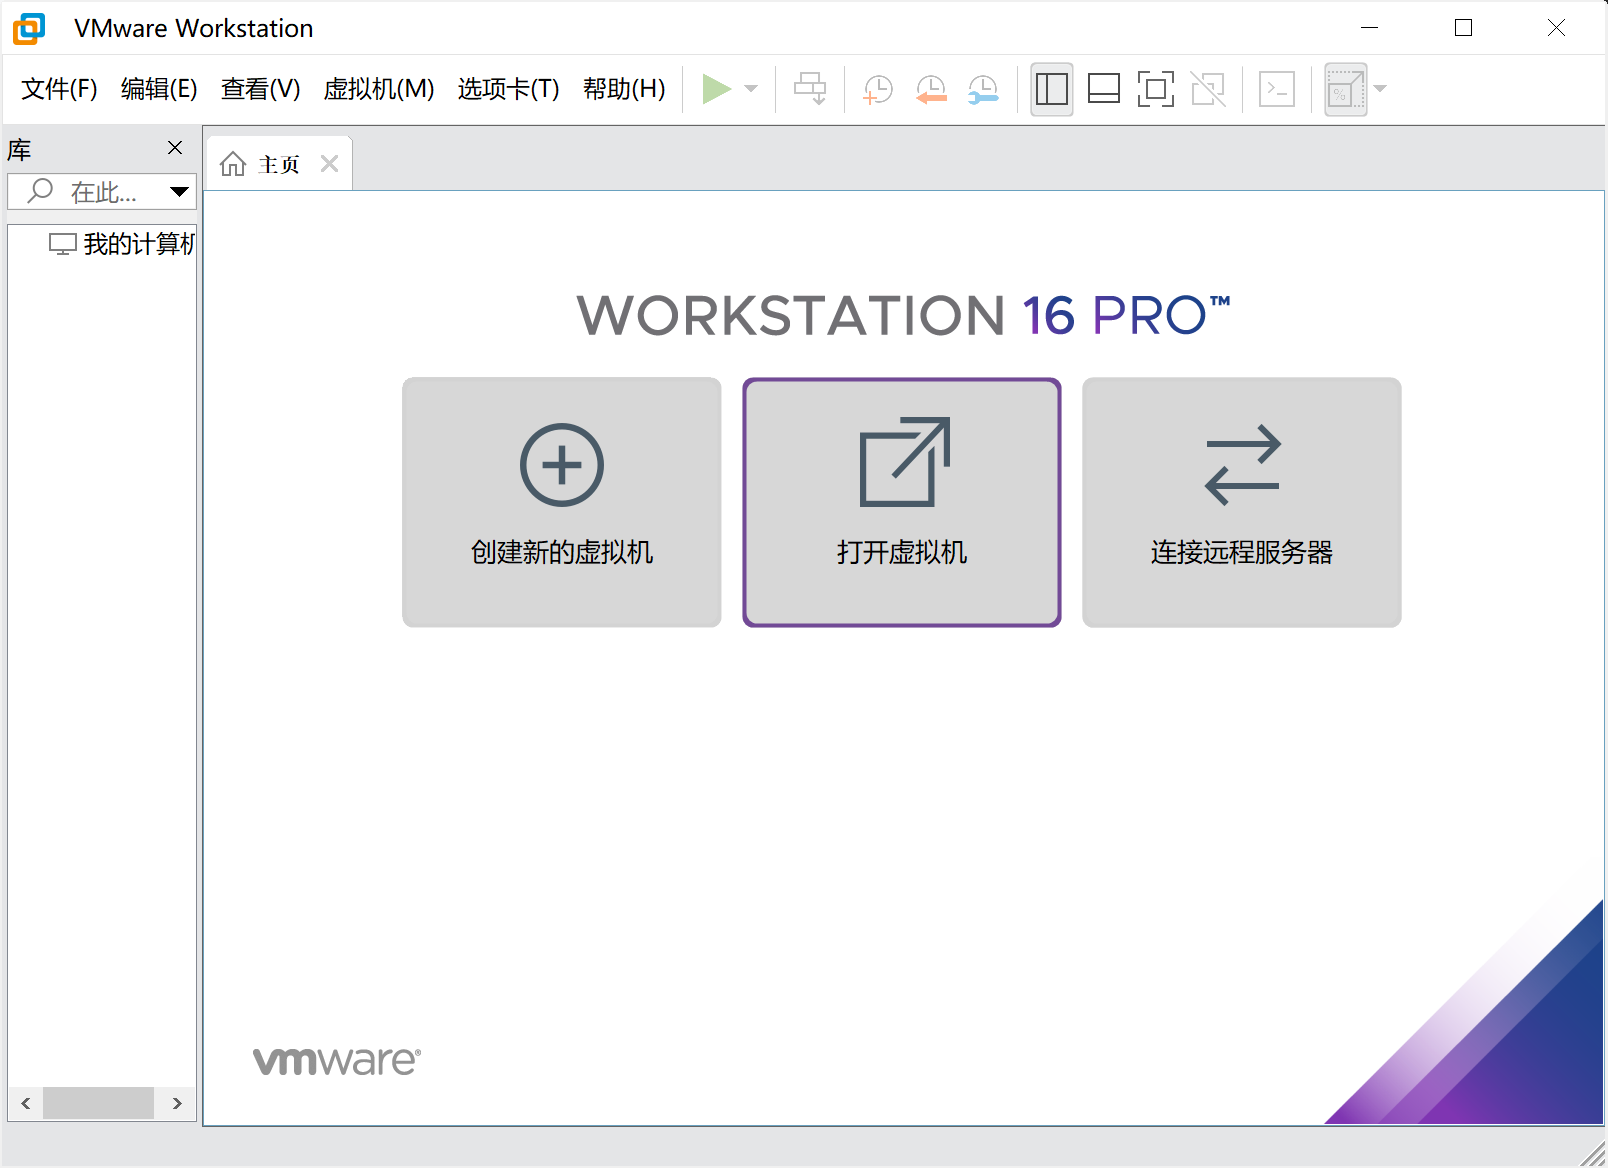 VMware Workstation
文件(F) 编辑(E) 查看(V) 虚拟机(M) 选项卡(T) 帮助(H)
库
在此...
我的计算机
主页
WORKSTATION 16 PRO™
创建新的虚拟机
打开虚拟机
连接远程服务器
vmware®